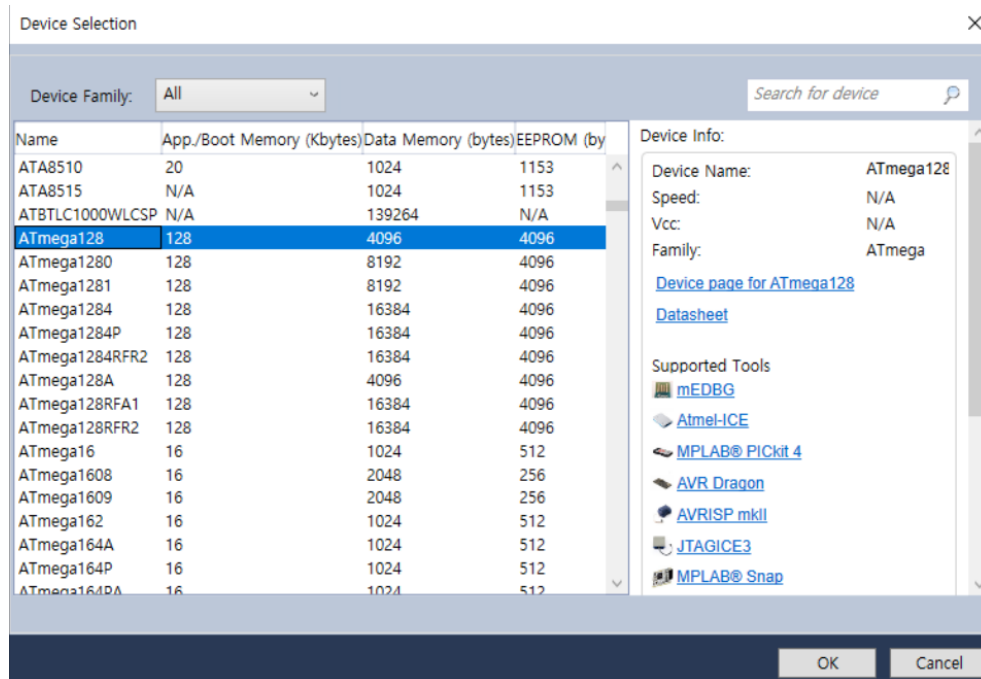 Device Selection
Device Family: All
Search for device
Name App./Boot Memory (Kbytes) Data Memory (bytes) EEPROM (by
ATA8510 20 1024 1153
ATA8515 N/A 1024 1153
ATBTLC1000WLCSP N/A 139264 N/A
ATmega128 128 4096 4096
ATmega1280 128 8192 4096
ATmega1281 128 8192 4096
ATmega1284 128 16384 4096
ATmega1284P 128 16384 4096
ATmega1284RFR2 128 16384 4096
ATmega128A 128 4096 4096
ATmega128RFA1 128 16384 4096
ATmega128RFR2 128 16384 4096
ATmega16 16 1024 512
ATmega1608 16 2048 256
ATmega1609 16 2048 256
ATmega162 16 1024 512
ATmega164A 16 1024 512
ATmega164P 16 1024 512
ATmega164PA 16 1024 512
Device Info:
Device Name: ATmega128
Speed: N/A
Vcc: N/A
Family: ATmega
Device page for ATmega128
Datasheet
Supported Tools
mEDBG
Atmel-ICE
MPLAB® PICkit 4
AVR Dragon
AVRISP mkII
JTAGICE3
MPLAB® Snap
OK Cancel